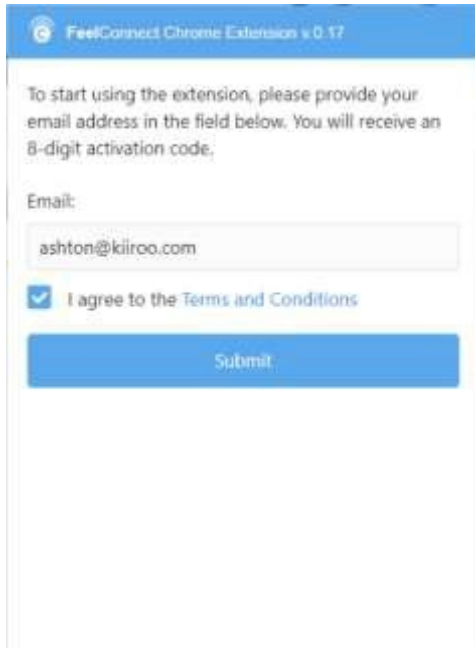 FeelConnect Chrome Extension v.0.17
To start using the extension, please provide your
email address in the field below. You will receive an
8-digit activation code.
Email:
ashton@kiiroo.com
I agree to the Terms and Conditions
Submit